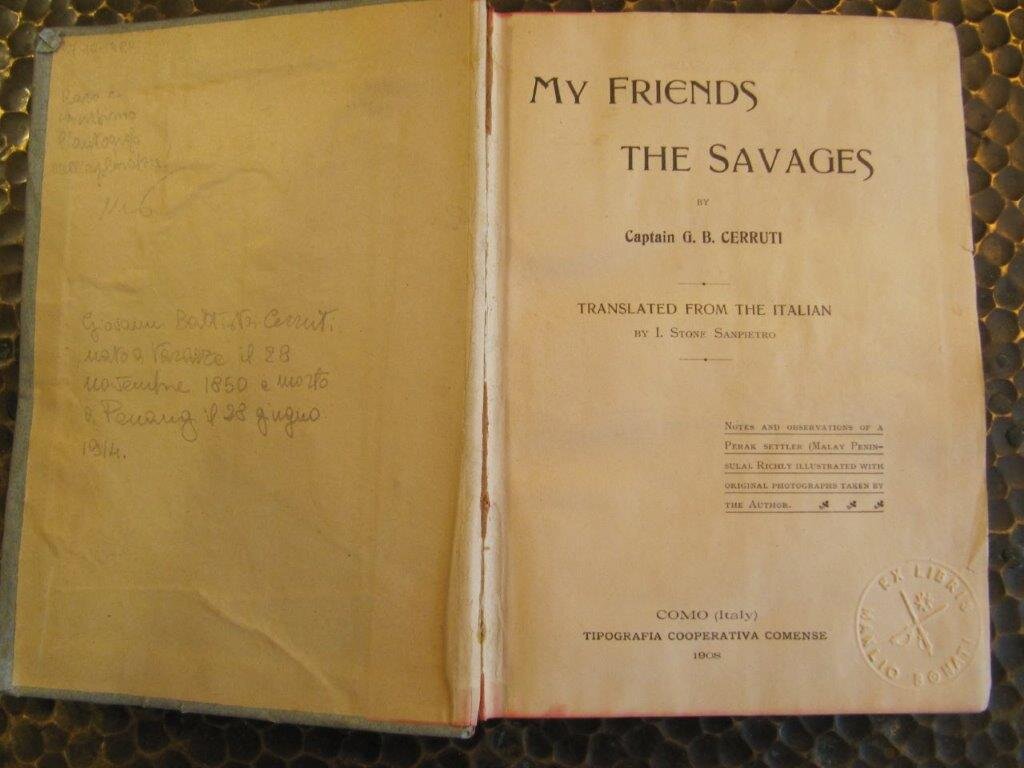 Giovanni Battista Cerruti
nato a Varazze il 28
novembre 1850 e morto
a Penang il 28 giugno
1914.
MY FRIENDS
THE SAVAGES
BY
Captain G. B. CERRUTI
TRANSLATED FROM THE ITALIAN
BY I. STONE SANPIETRO
NOTES AND OBSERVATIONS OF A
PERAK SETTLER (MALAY PENIN-
SULA). RICHLY ILLUSTRATED WITH
ORIGINAL PHOTOGRAPHS TAKEN BY
THE AUTHOR.
COMO (Italy)
TIPOGRAFIA COOPERATIVA COMENSE
1908
EX LIBRIS
MANLIO BONATI